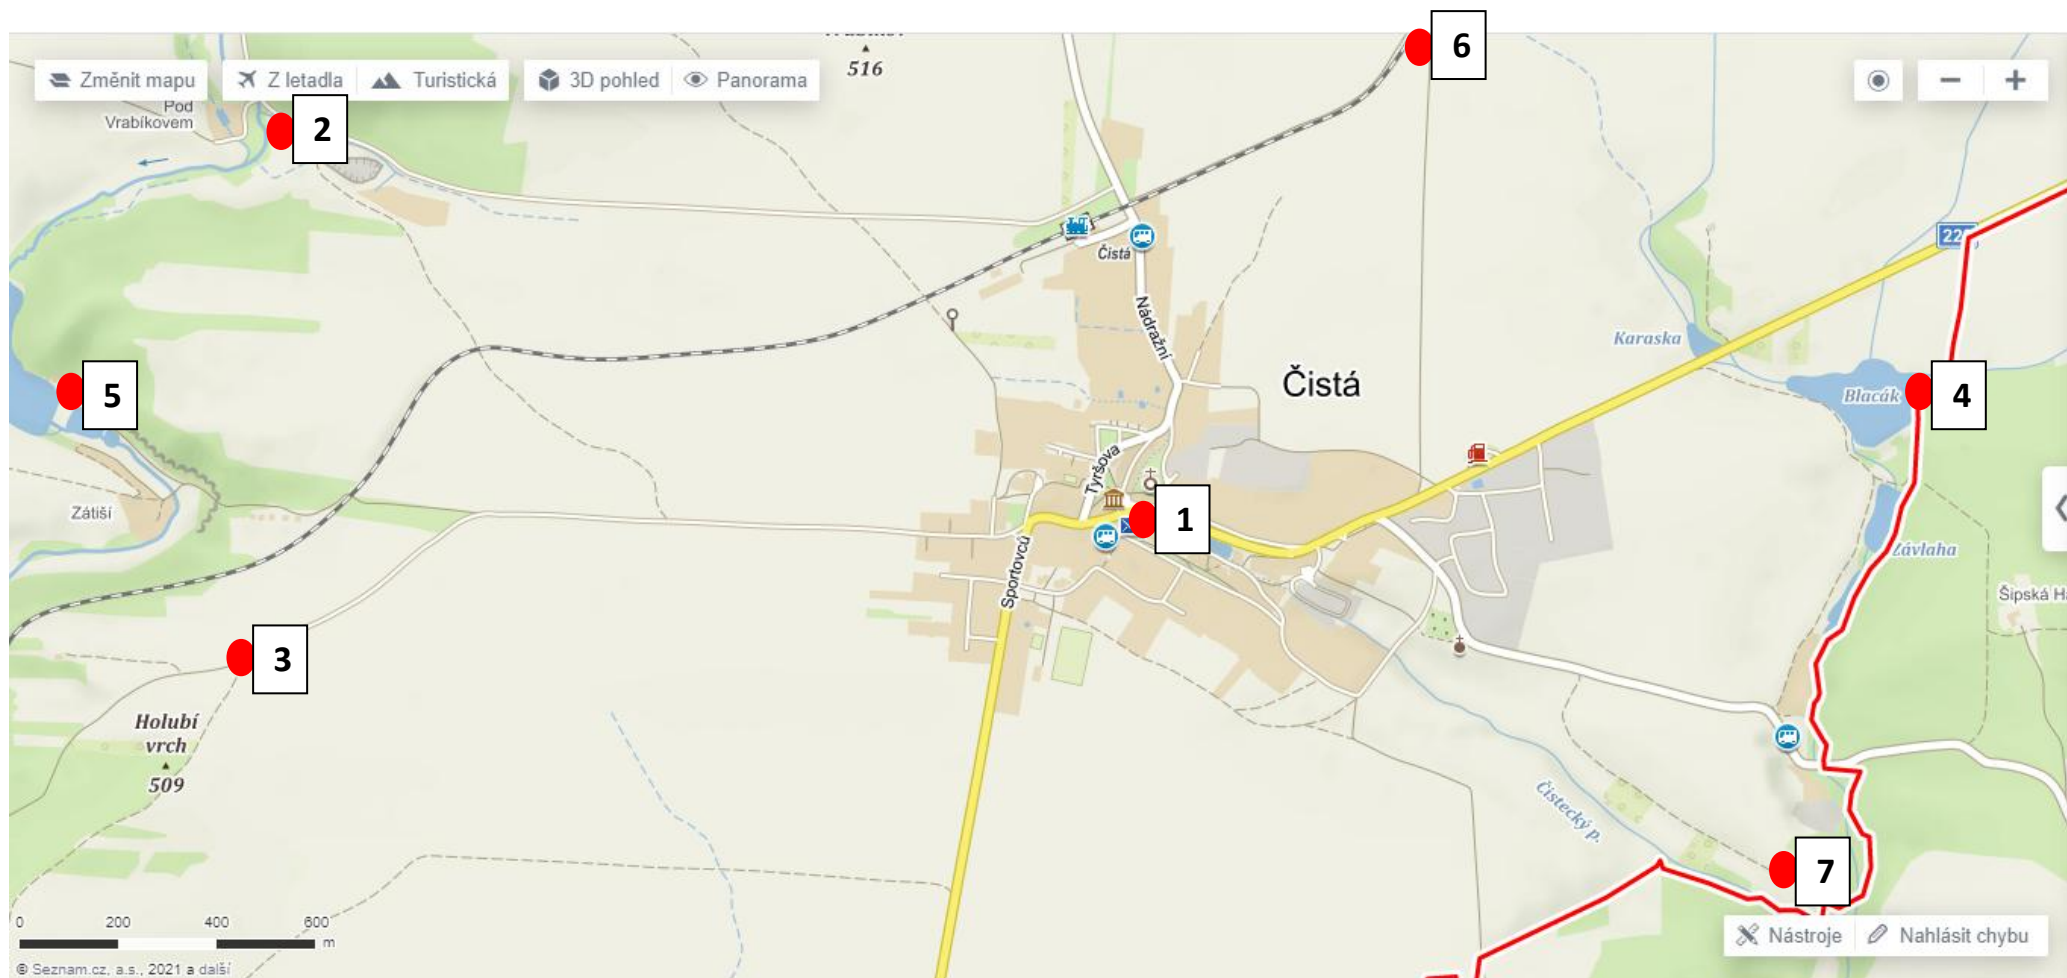 6
516
Změnit mapu
Z letadla
Turistická
3D pohled
Panorama
Pod
Vrabíkovem
2
Čistá
Nádražní
Karaska
Čistá
5
Blacák
4
Tyršova
Zátiší
1
Závlaha
Sportovců
Šipská
3
Holubí
vrch
509
Čistecký p.
7
0 200 400 600
m
Nástroje
Nahlásit chybu
© Seznam.cz, a.s., 2021 a další